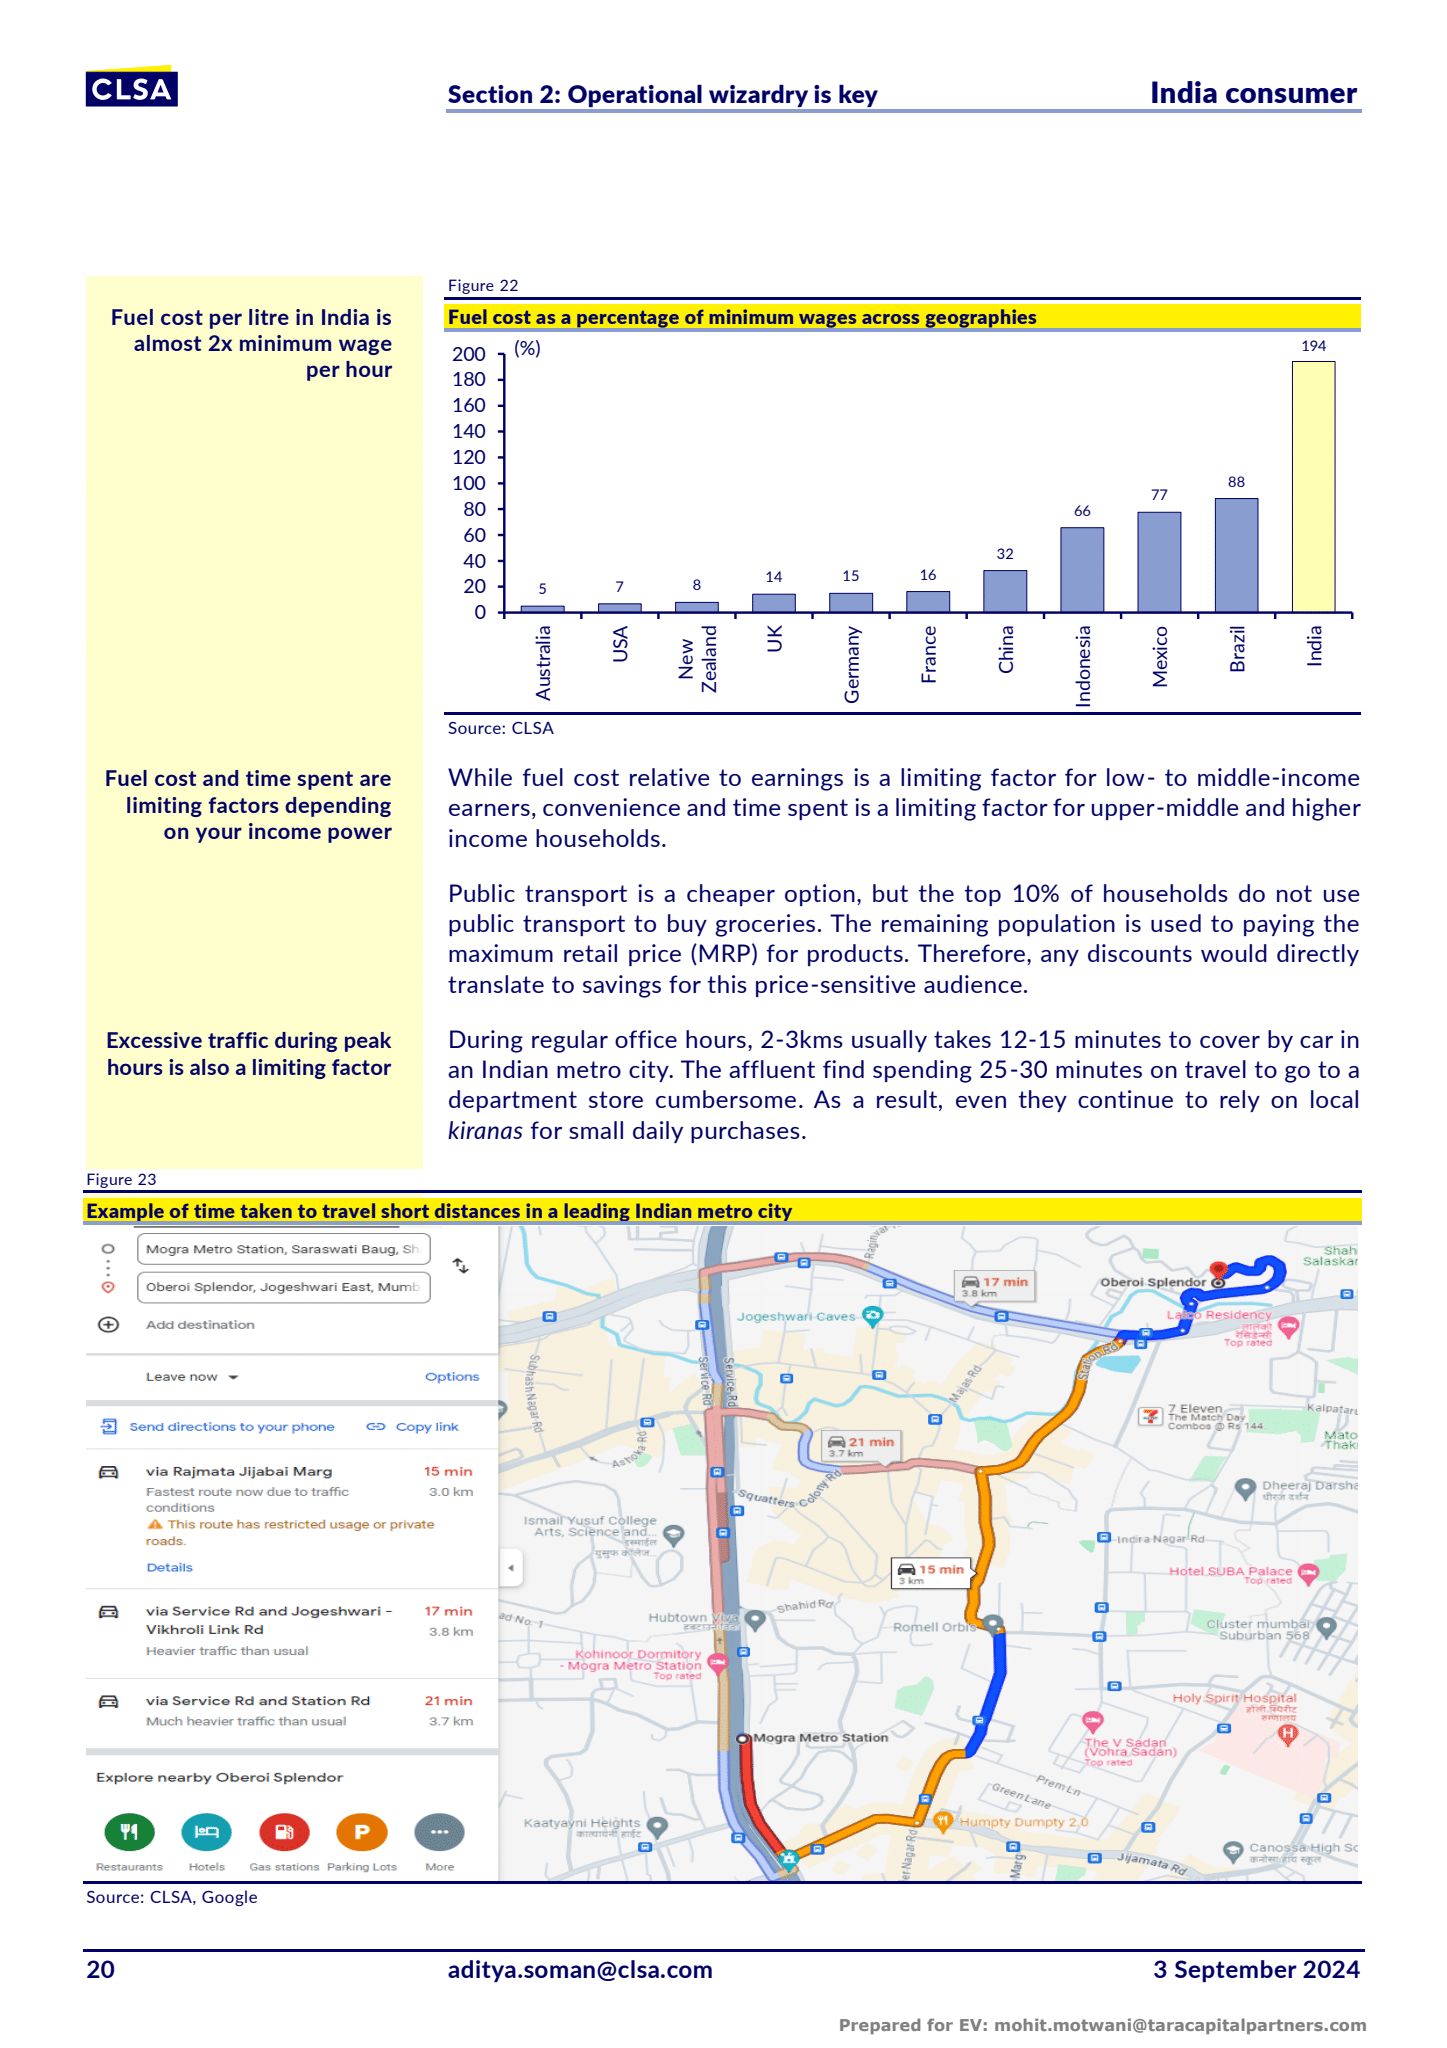 CLSA
Section 2: Operational wizardry is key
India consumer
Fuel cost per litre in India is
almost 2x minimum wage
per hour
Figure 22
Fuel cost as a percentage of minimum wages across geographies
(%)
200
180
160
140
120
100
80
60
40
20
0
5
7
8
14
15
16
32
66
77
88
194
Australia
USA
New
Zealand
UK
Germany
France
China
Indonesia
Mexico
Brazil
India
Source: CLSA
Fuel cost and time spent are
limiting factors depending
on your income power
While fuel cost relative to earnings is a limiting factor for low- to middle-income
earners, convenience and time spent is a limiting factor for upper-middle and higher
income households.
Public transport is a cheaper option, but the top 10% of households do not use
public transport to buy groceries. The remaining population is used to paying the
maximum retail price (MRP) for products. Therefore, any discounts would directly
translate to savings for this price-sensitive audience.
Excessive traffic during peak
hours is also a limiting factor
During regular office hours, 2-3kms usually takes 12-15 minutes to cover by car in
an Indian metro city. The affluent find spending 25-30 minutes on travel to go to a
department store cumbersome. As a result, even they continue to rely on local
kiranas for small daily purchases.
Figure 23
Example of time taken to travel short distances in a leading Indian metro city
Mogra Metro Station, Saraswati Baug, Sh
Oberoi Splendor, Jogeshwari East, Mumb
Add destination
Leave now
Options
Send directions to your phone
Copy link
via Rajmata Jijabai Marg
15 min
Fastest route now due to traffic
3.0 km
conditions
This route has restricted usage or private
roads.
Details
via Service Rd and Jogeshwari -
17 min
Vikhroli Link Rd
3.8 km
Heavier traffic than usual
via Service Rd and Station Rd
21 min
Much heavier traffic than usual
3.7 km
Explore nearby Oberoi Splendor
Restaurants
Hotels
Gas stations
Parking Lots
More
Shah
Salaskar
17 min
3.8 km
Oberoi Splendor
Jogeshwari Caves
Residency
Top rated
Station Rd
Service Rd
Service Rd
Subhash Nagar Rd
Majas Rd
7 Eleven
The Match Day
Combos @ Rs 144
Kalpataru
21 min
3.7 km
Ashoka Rd
Squatters Colony Rd
Dheeraj Darsha
धीरज दर्शन
Ismail Yusuf College
Arts, Science and...
Indira Nagar Rd
15 min
3 km
Hotel SUBA Palace
Top rated
ad No. 1
Shahid Rd
Hubtown Viva
Romell Orbis
Cluster mumbai
Suburban 568
Kohinoor Dormitory
- Mogra Metro Station
Top rated
Holy Spirit Hospital
होली स्पिरीट
रुग्णालय
Mogra Metro Station
The V Sadan
(Vohra Sadan)
Top rated
Prem Ln
Green Lane
Kaatyayni Heights
कात्यायनी हाईट
Humpty Dumpty 2.0
Canossa High Sc
कनोसा हाय स्कूल
Jijamata Rd
er Nagar Rd
Marg
Source: CLSA, Google
20
aditya.soman@clsa.com
3 September 2024
Prepared for EV: mohit.motwani@taracapitalpartners.com